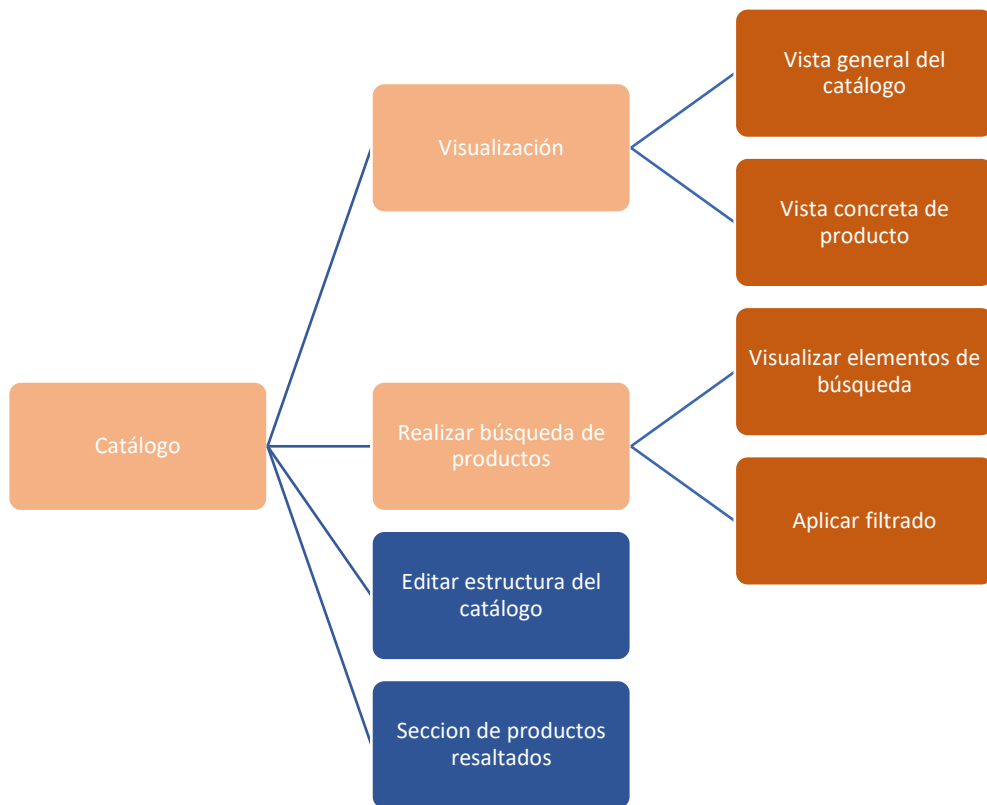 Vista general del
catálogo
Visualización
Vista concreta de
producto
Visualizar elementos de
búsqueda
Catálogo
Realizar búsqueda de
productos
Aplicar filtrado
Editar estructura del
catálogo
Seccion de productos
resaltados